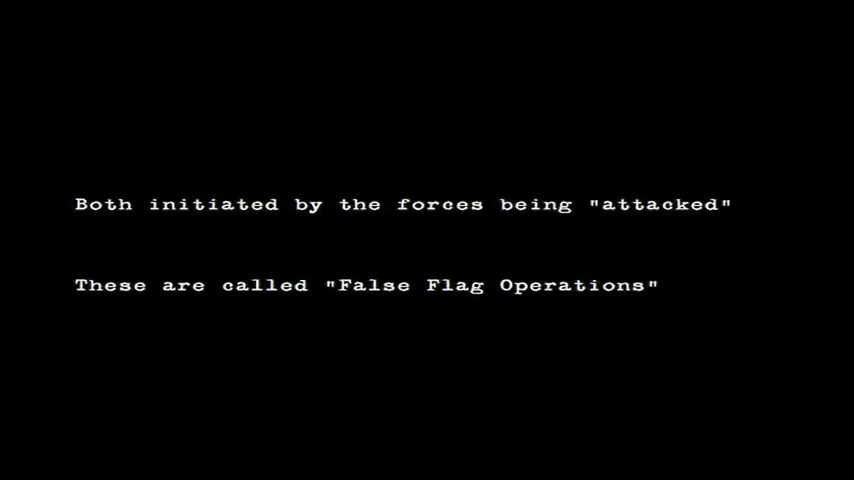 Both initiated by the forces being "attacked"
These are called "False Flag Operations"